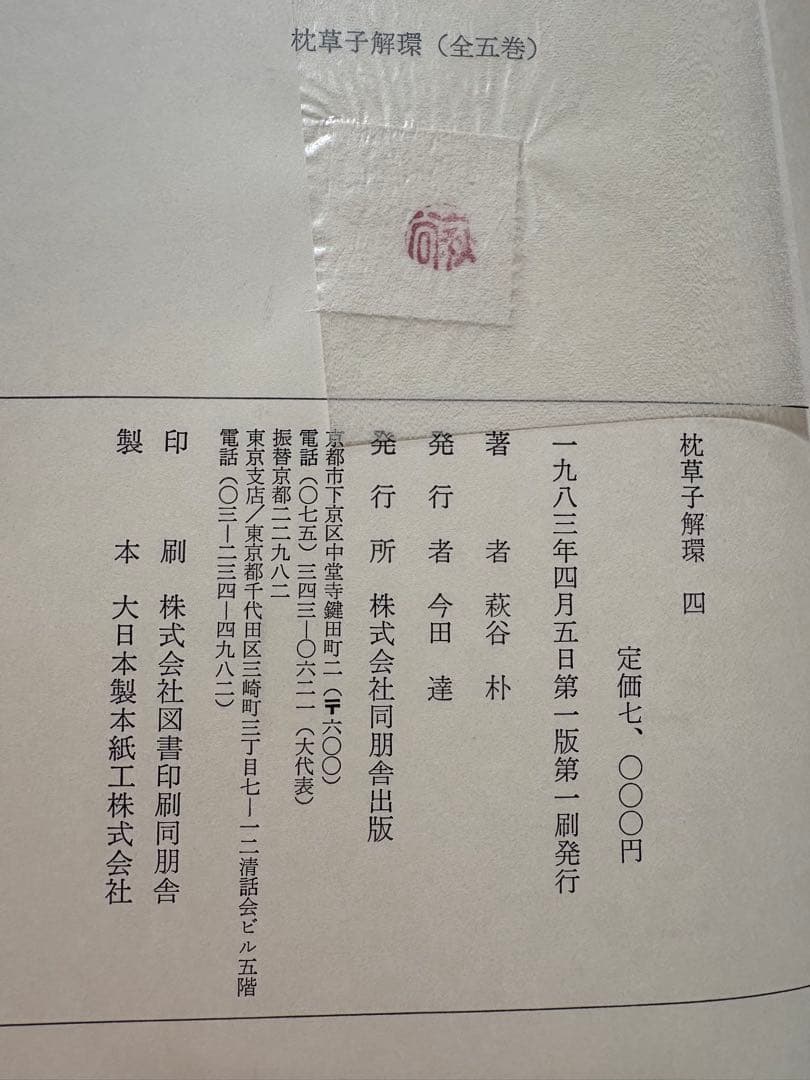 枕草子解環（全五巻）
枕草子解環 四
定価七、〇〇〇円
一九八三年四月五日第一版第一刷発行
著者 萩谷 朴
発行者 今田 達
発行所 株式会社同朋舎出版
京都市下京区中堂寺鍵田町二（〒六〇〇）
電話（〇七五）三四三―〇六二一（大代表）
振替京都二二九八二
東京支店／東京都千代田区三崎町三丁目七―一二清話会ビル五階
電話（〇三―二三四―四九八二）
印刷 株式会社図書印刷同朋舎
製本 大日本製本紙工株式会社